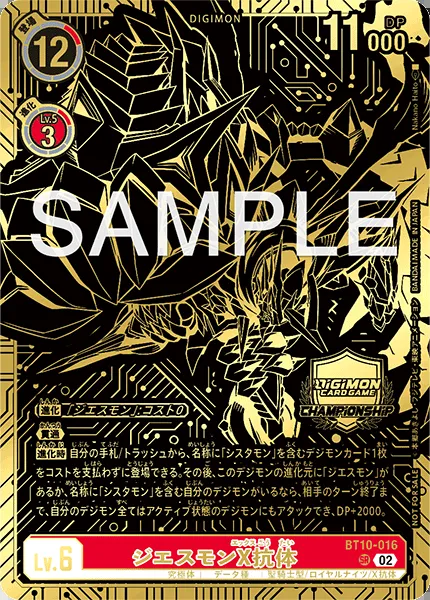 登場
12
DIGIMON
11000
DP
進化
Lv.5
3
Nakano Haito
SAMPLE
BANDAI MADE IN JAPAN
NOT FOR SALE
DIGIMON
CARD GAME
CHAMPIONSHIP
進化 「ジエスモン」:コスト0
貫通
進化時 自分の手札/トラッシュから、名称に「シスタモン」を含むデジモンカード1枚
をコストを支払わずに登場できる。その後、このデジモンの進化元に「ジエスモン」が
あるか、名称に「シスタモン」を含む自分のデジモンがいるなら、相手のターン終了ま
で、自分のデジモン全てはアクティブ状態のデジモンにもアタックでき、DP+2000。
BT10-016
Lv.6
ジエスモンX抗体
SR 02
究極体 データ種 聖騎士型/ロイヤルナイツ/X抗体